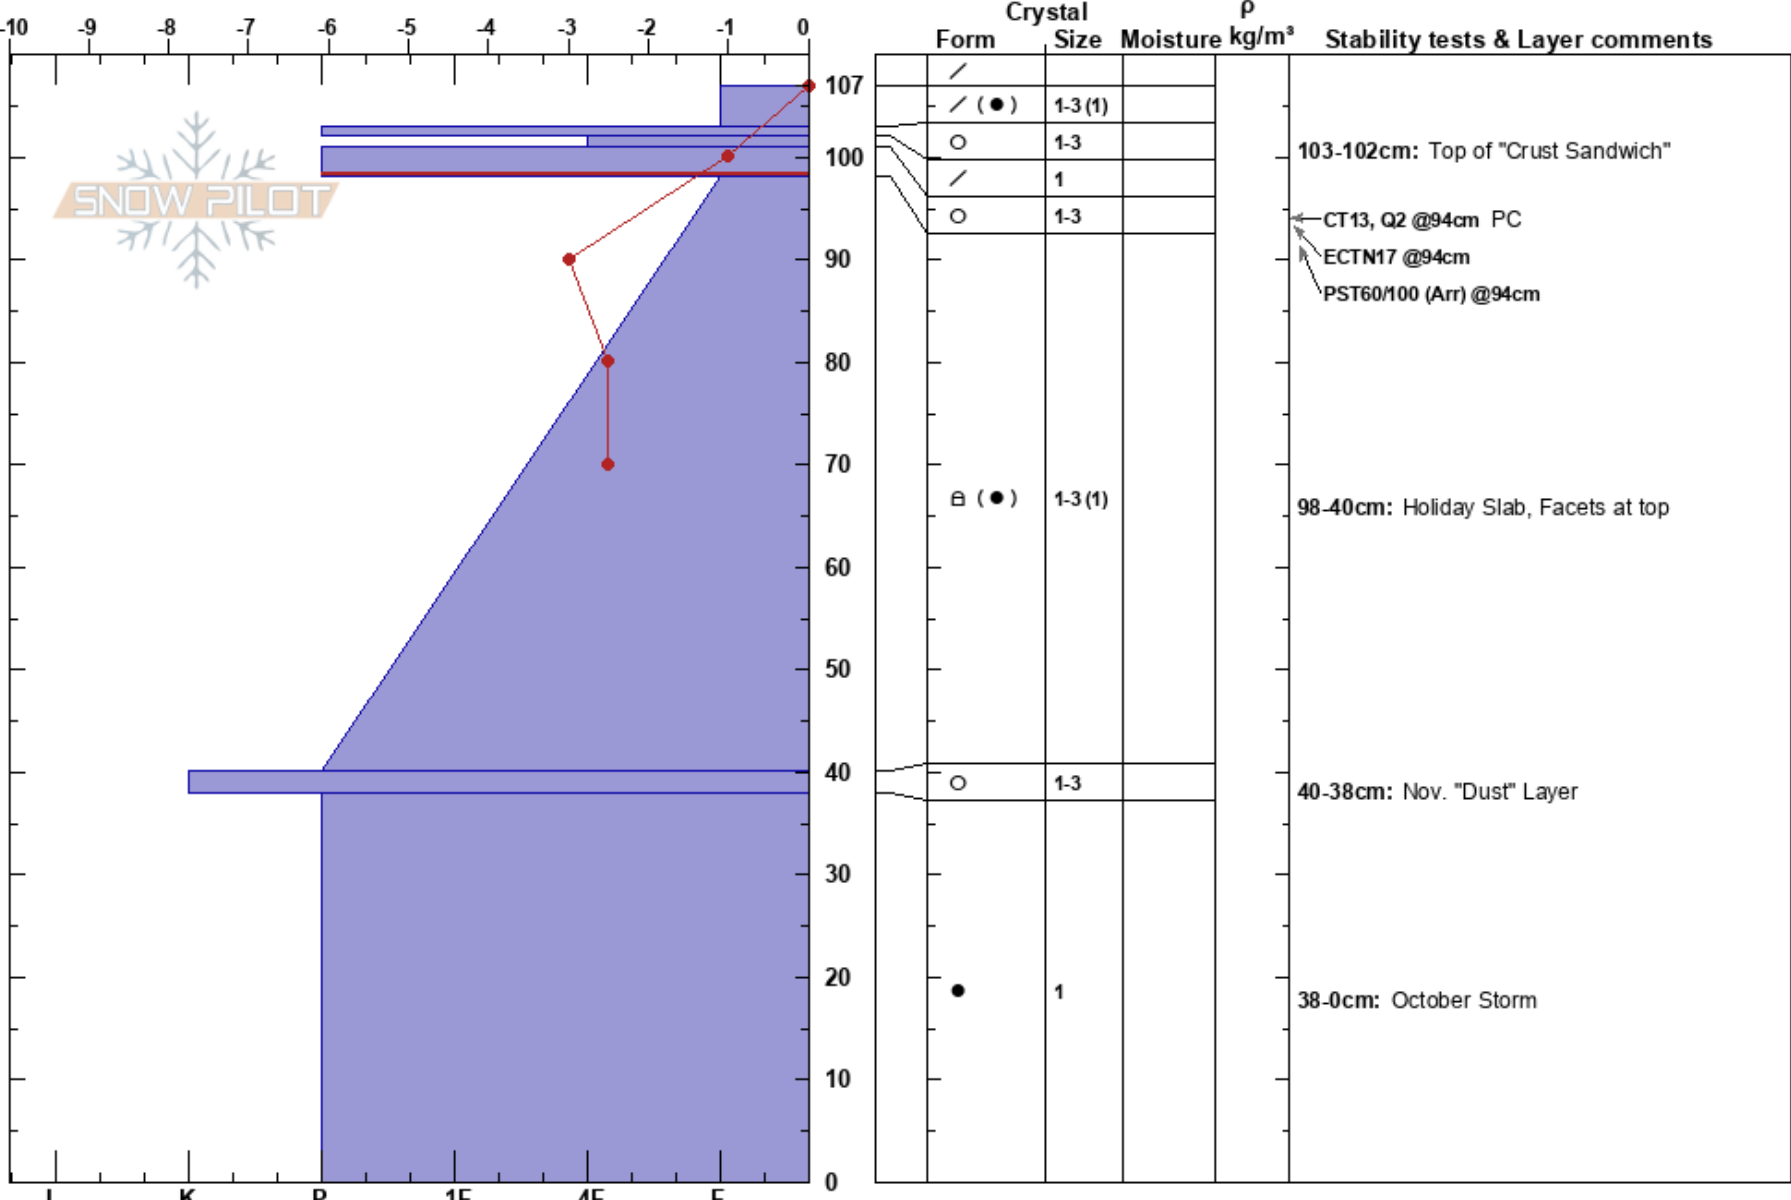 Crystal ρ
-10 -9 -8 -7 -6 -5 -4 -3 -2 -1 0
Form Size Moisture kg/m³ Stability tests & Layer comments
107
( ) 1-3 (1)
1-3
103-102cm: Top of "Crust Sandwich"
100
1
SNOW PILOT
1-3
CT13, Q2 @94cm PC
ECTN17 @94cm
90
PST60/100 (Arr) @94cm
80
70
( ) 1-3 (1)
98-40cm: Holiday Slab, Facets at top
60
50
40
1-3
40-38cm: Nov. "Dust" Layer
30
20
1
38-0cm: October Storm
10
0
I K P 1F 4F F